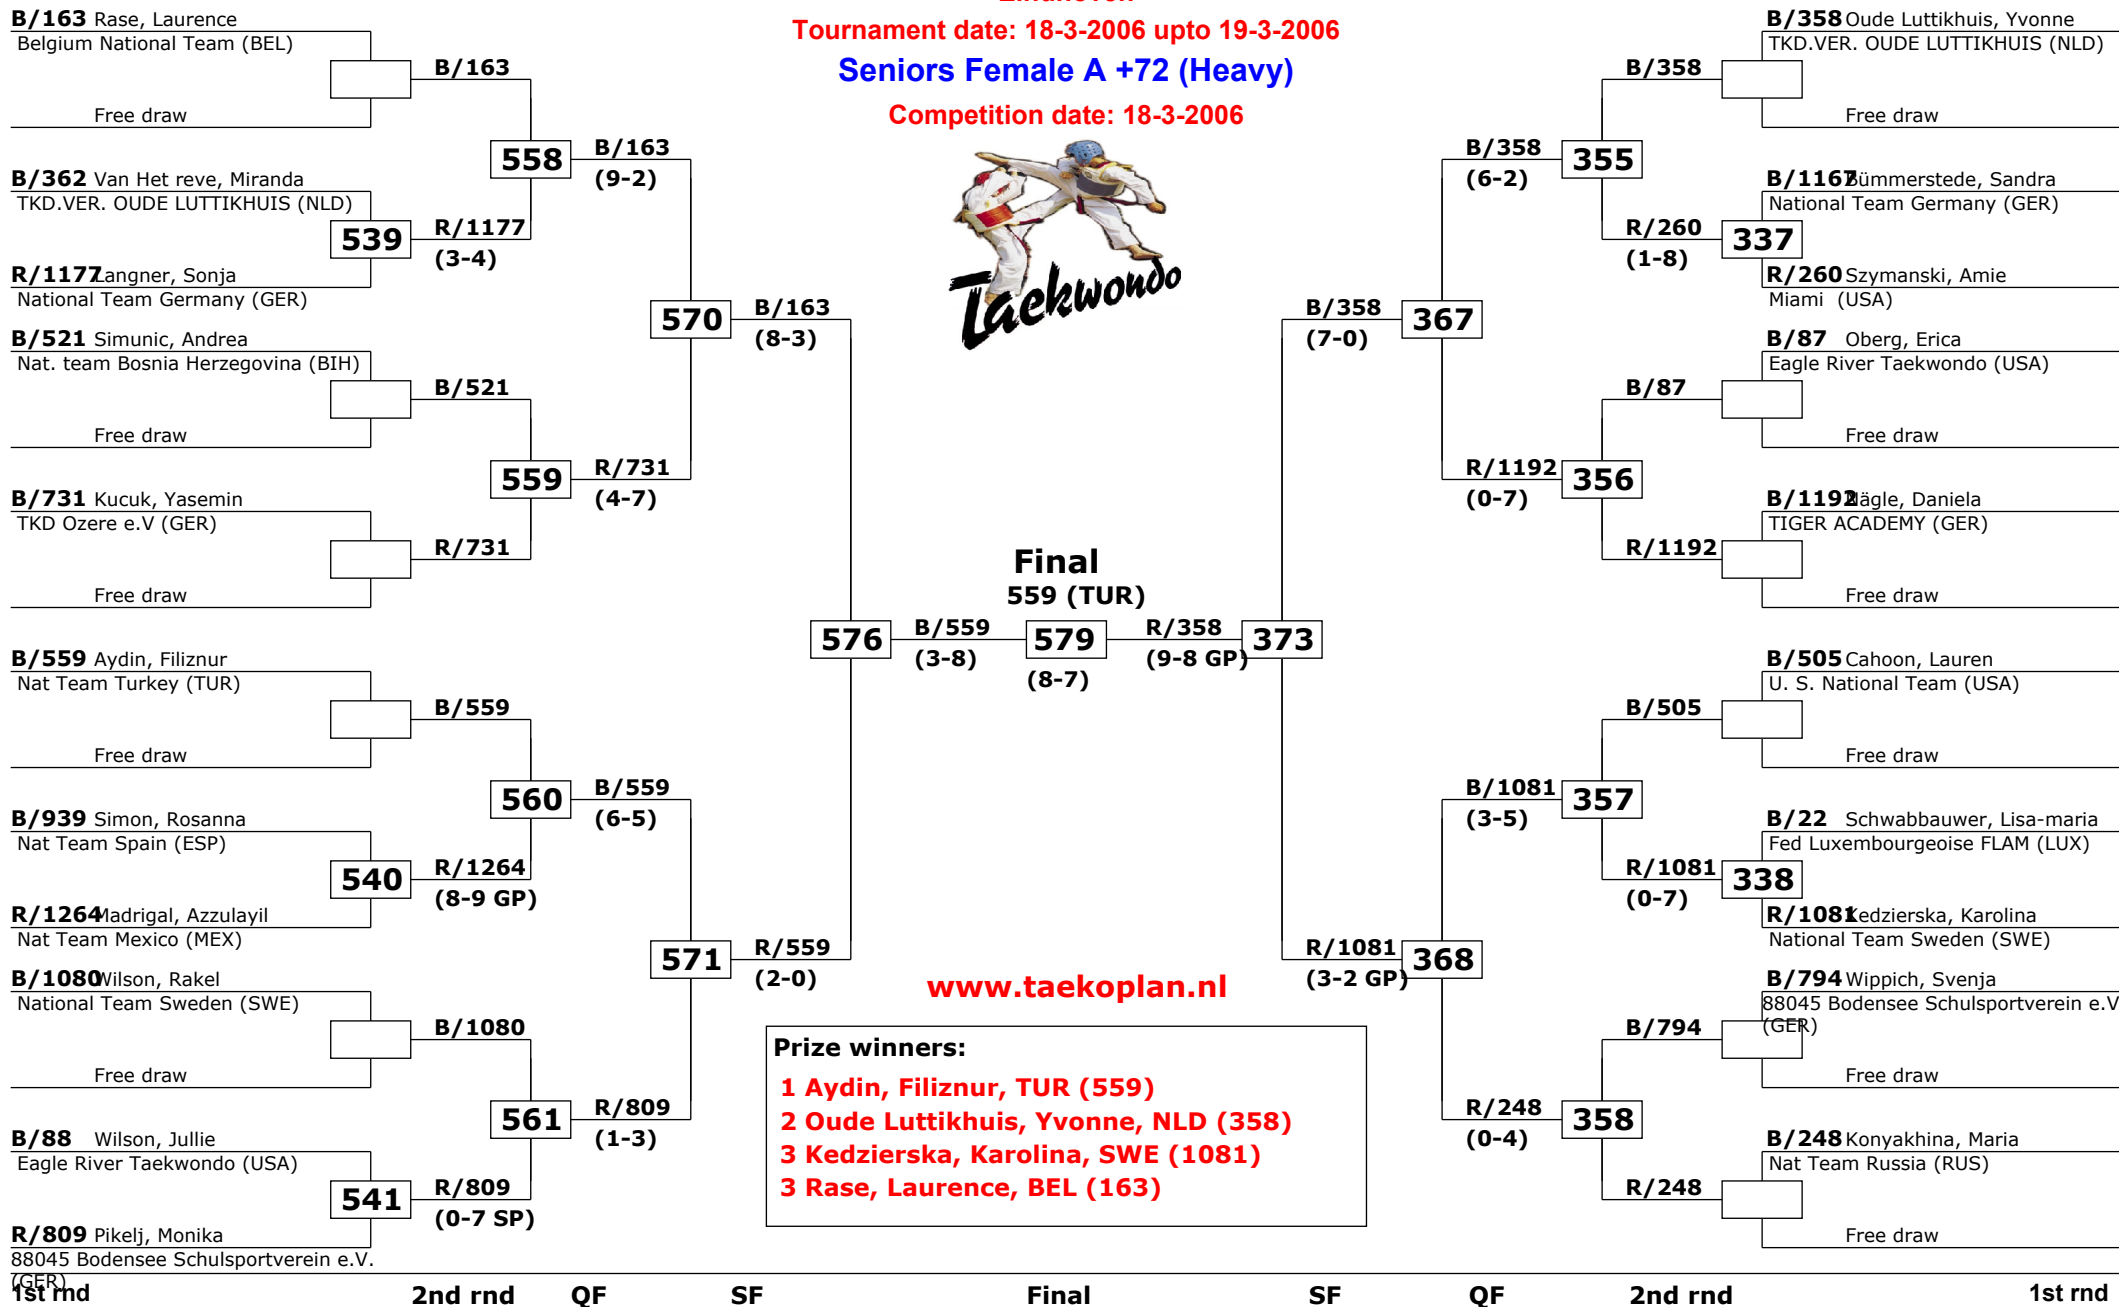 Tournament date: 18-3-2006 upto 19-3-2006
Seniors Female A +72 (Heavy)
Competition date: 18-3-2006
Taekwondo
B/163 Rase, Laurence
Belgium National Team (BEL)
Free draw
B/362 Van Het reve, Miranda
TKD.VER. OUDE LUTTIKHUIS (NLD)
539
R/1177 Langner, Sonja
National Team Germany (GER)
B/521 Simunic, Andrea
Nat. team Bosnia Herzegovina (BIH)
Free draw
B/731 Kucuk, Yasemin
TKD Ozere e.V (GER)
Free draw
B/559 Aydin, Filiznur
Nat Team Turkey (TUR)
Free draw
B/939 Simon, Rosanna
Nat Team Spain (ESP)
540
R/1264 Madrigal, Azzulayil
Nat Team Mexico (MEX)
B/1080 Wilson, Rakel
National Team Sweden (SWE)
Free draw
B/88 Wilson, Jullie
Eagle River Taekwondo (USA)
541
R/809 Pikelj, Monika
88045 Bodensee Schulsportverein e.V.
(GER)
B/163
558
R/1177
(3-4)
B/521
559
R/731
B/559
560
R/1264
(8-9 GP)
B/1080
561
R/809
(0-7 SP)
B/163
(9-2)
570
R/731
(4-7)
B/559
(6-5)
571
R/809
(1-3)
B/163
(8-3)
576
R/559
(2-0)
Final
559 (TUR)
B/559
(3-8)
579
(8-7)
R/358
(9-8 GP)
373
B/358
(7-0)
R/1081
(3-2 GP)
B/358
(6-2)
367
R/1192
(0-7)
B/1081
(3-5)
368
R/248
(0-4)
B/358
355
R/260
(1-8)
B/87
356
R/1192
B/505
357
R/1081
(0-7)
B/794
358
R/248
B/358 Oude Luttikhuis, Yvonne
TKD.VER. OUDE LUTTIKHUIS (NLD)
Free draw
B/1167 Bümmerstede, Sandra
National Team Germany (GER)
337
R/260 Szymanski, Amie
Miami (USA)
B/87 Oberg, Erica
Eagle River Taekwondo (USA)
Free draw
B/1192 Nägle, Daniela
TIGER ACADEMY (GER)
Free draw
B/505 Cahoon, Lauren
U. S. National Team (USA)
Free draw
B/22 Schwabbauwer, Lisa-maria
Fed Luxembourgeoise FLAM (LUX)
338
R/1081 Kedzierska, Karolina
National Team Sweden (SWE)
B/794 Wippich, Svenja
88045 Bodensee Schulsportverein e.V
(GER)
Free draw
B/248 Konyakhina, Maria
Nat Team Russia (RUS)
Free draw
www.taekoplan.nl
Prize winners:
1 Aydin, Filiznur, TUR (559)
2 Oude Luttikhuis, Yvonne, NLD (358)
3 Kedzierska, Karolina, SWE (1081)
3 Rase, Laurence, BEL (163)
1st rnd 2nd rnd QF SF Final SF QF 2nd rnd 1st rnd